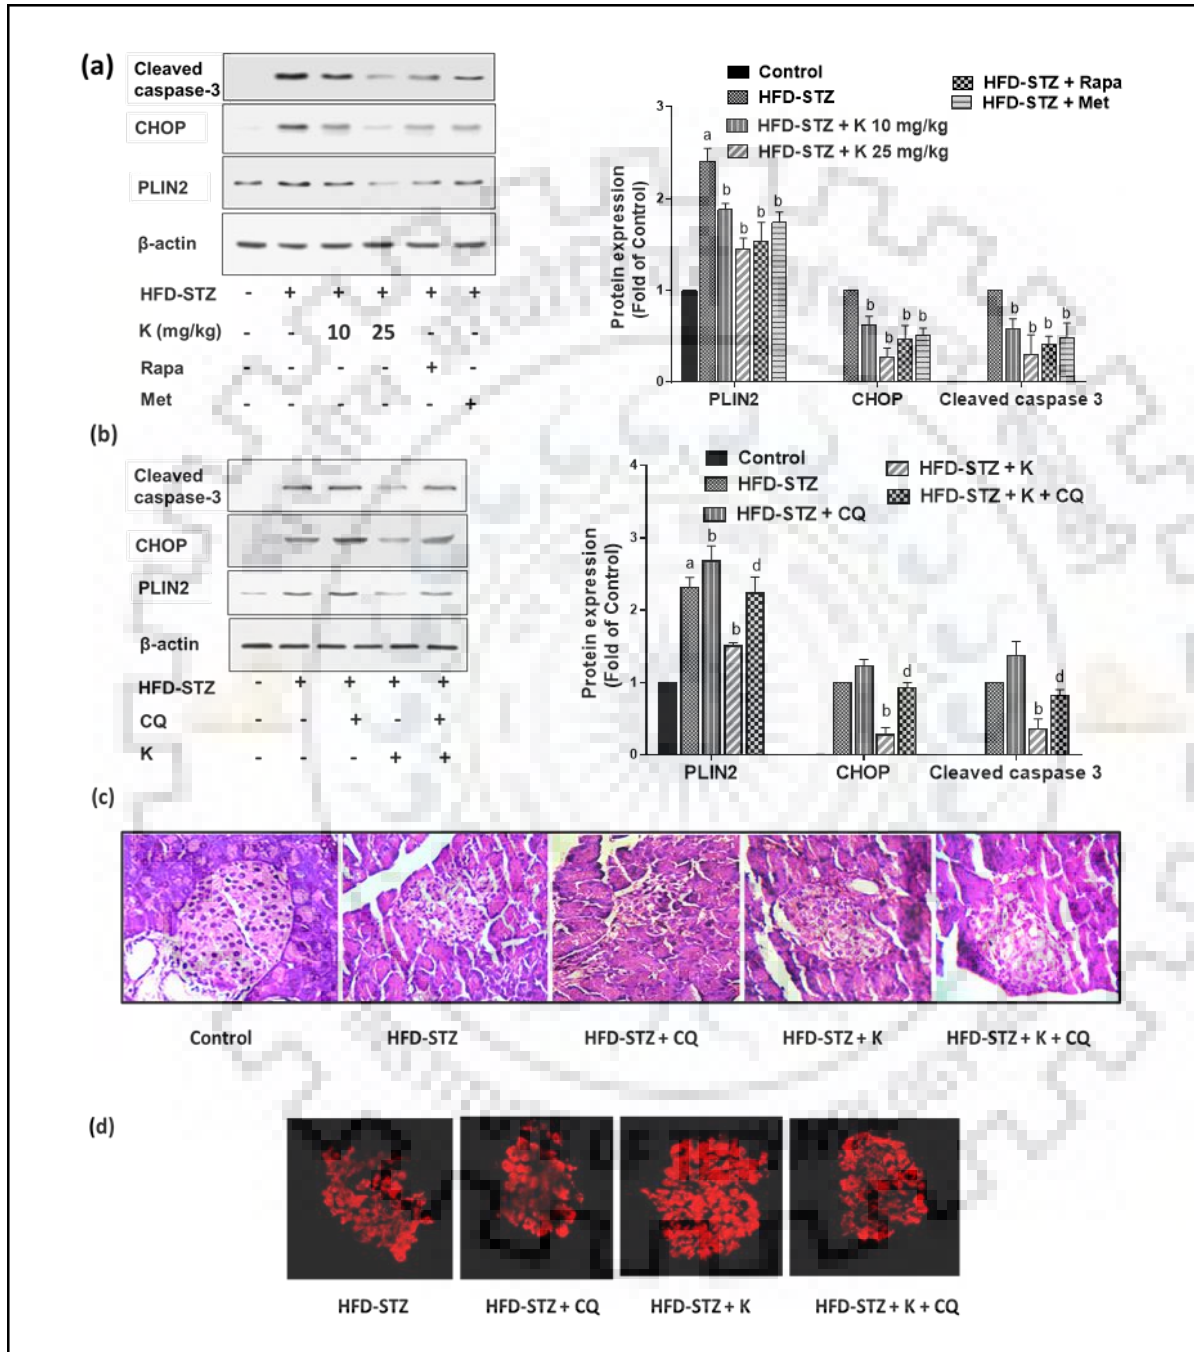 (a)
Cleaved
caspase-3
CHOP
PLIN2
β-actin
HFD-STZ - + + + + +
K (mg/kg) - - 10 25 - -
Rapa - - - - + -
Met - - - - - +
Control
HFD-STZ
HFD-STZ + K 10 mg/kg
HFD-STZ + K 25 mg/kg
HFD-STZ + Rapa
HFD-STZ + Met
Protein expression
(Fold of Control)
3
2
1
0
a
b
b
b
b
b
b
b
b
b
b
b
b
PLIN2 CHOP Cleaved caspase 3
(b)
Cleaved
caspase-3
CHOP
PLIN2
β-actin
HFD-STZ - + + + +
CQ - - + - +
K - - - + +
Control
HFD-STZ
HFD-STZ + CQ
HFD-STZ + K
HFD-STZ + K + CQ
Protein expression
(Fold of Control)
4
3
2
1
0
a
b
b
d
b
d
b
d
PLIN2 CHOP Cleaved caspase 3
(c)
Control HFD-STZ HFD-STZ + CQ HFD-STZ + K HFD-STZ + K + CQ
(d)
HFD-STZ HFD-STZ + CQ HFD-STZ + K HFD-STZ + K + CQ